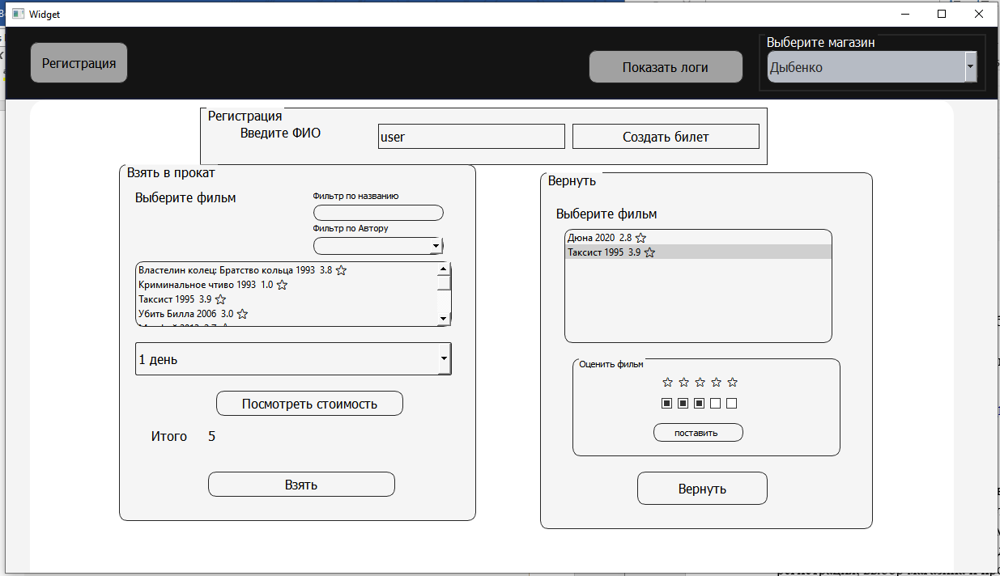 Widget
Регистрация
Показать логи
Выберите магазин
Дыбенко
Регистрация
Введите ФИО
user
Создать билет
Взять в прокат
Выберите фильм
Фильтр по названию
Фильтр по Автору
Властелин колец: Братство кольца 1993 3.8 ☆
Криминальное чтиво 1993 1.0 ☆
Таксист 1995 3.9 ☆
Убить Билла 2006 3.0 ☆
1 день
Посмотреть стоимость
Итого 5
Взять
Вернуть
Выберите фильм
Дюна 2020 2.8 ☆
Таксист 1995 3.9 ☆
Оценить фильм
☆ ☆ ☆ ☆ ☆
поставить
Вернуть